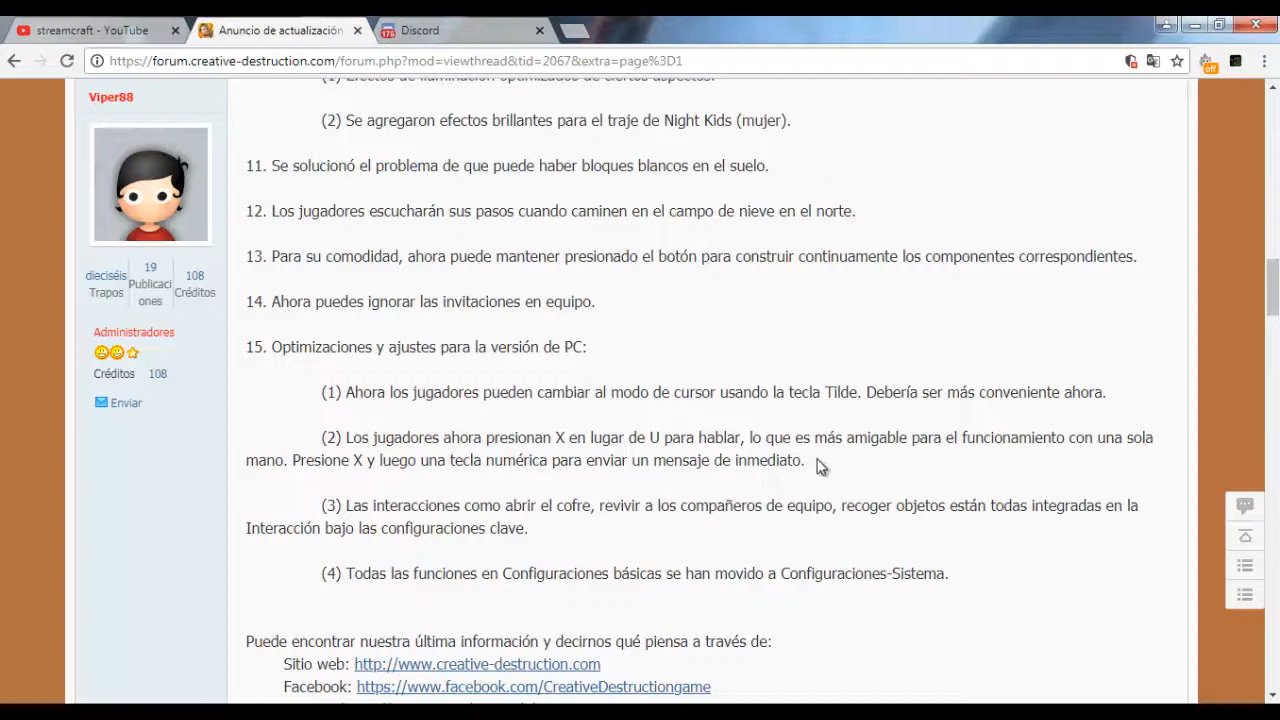 streamcraft - YouTube
Anuncio de actualización
Discord
https://forum.creative-destruction.com/forum.php?mod=viewthread&tid=2067&extra=page%3D1
off
Viper88
(1) Efectos de iluminación optimizados de ciertos aspectos.
(2) Se agregaron efectos brillantes para el traje de Night Kids (mujer).
11. Se solucionó el problema de que puede haber bloques blancos en el suelo.
12. Los jugadores escucharán sus pasos cuando caminen en el campo de nieve en el norte.
13. Para su comodidad, ahora puede mantener presionado el botón para construir continuamente los componentes correspondientes.
dieciséis
Trapos
19
Publicaci
ones
108
Créditos
14. Ahora puedes ignorar las invitaciones en equipo.
Administradores
15. Optimizaciones y ajustes para la versión de PC:
Créditos 108
(1) Ahora los jugadores pueden cambiar al modo de cursor usando la tecla Tilde. Debería ser más conveniente ahora.
Enviar
(2) Los jugadores ahora presionan X en lugar de U para hablar, lo que es más amigable para el funcionamiento con una sola
mano. Presione X y luego una tecla numérica para enviar un mensaje de inmediato.
(3) Las interacciones como abrir el cofre, revivir a los compañeros de equipo, recoger objetos están todas integradas en la
Interacción bajo las configuraciones clave.
(4) Todas las funciones en Configuraciones básicas se han movido a Configuraciones-Sistema.
Puede encontrar nuestra última información y decirnos qué piensa a través de:
Sitio web: http://www.creative-destruction.com
Facebook: https://www.facebook.com/CreativeDestructiongame